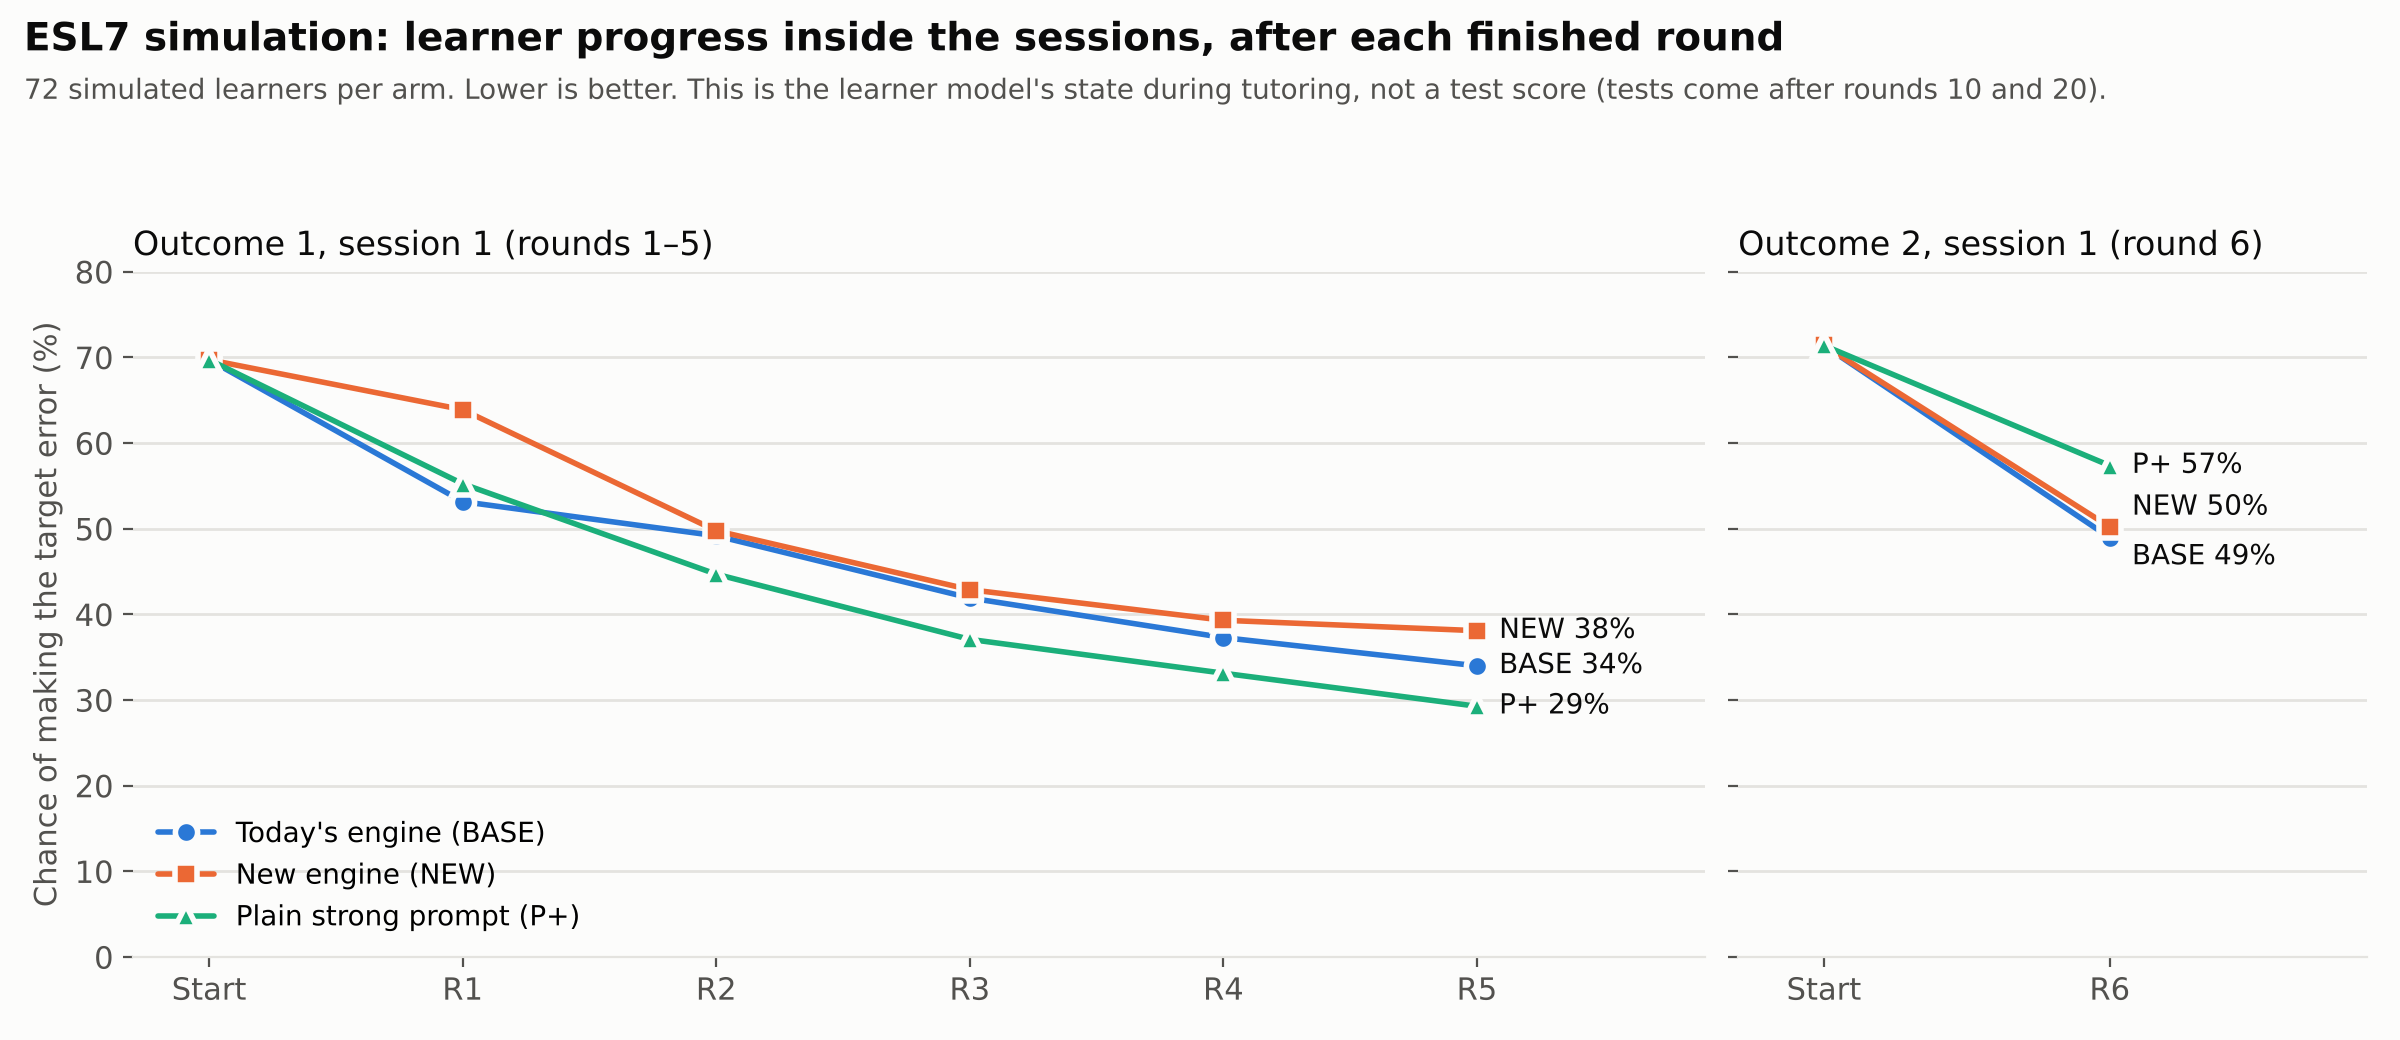 ESL7 simulation: learner progress inside the sessions, after each finished round
72 simulated learners per arm. Lower is better. This is the learner model's state during tutoring, not a test score (tests come after rounds 10 and 20).
Outcome 1, session 1 (rounds 1–5)
Chance of making the target error (%)
80
70
60
50
40
30
20
10
0
NEW 38%
BASE 34%
P+ 29%
Today's engine (BASE)
New engine (NEW)
Plain strong prompt (P+)
Start R1 R2 R3 R4 R5
Outcome 2, session 1 (round 6)
P+ 57%
NEW 50%
BASE 49%
Start R6